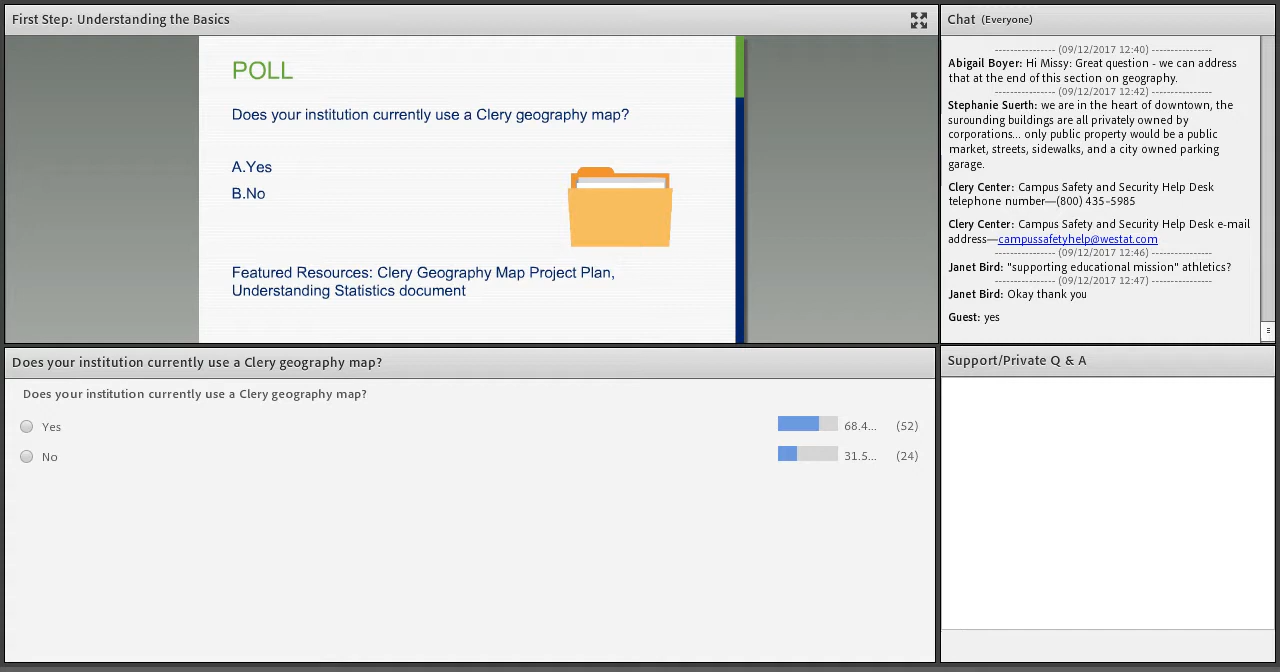 First Step: Understanding the Basics
POLL
Does your institution currently use a Clery geography map?
A.Yes
B.No
Featured Resources: Clery Geography Map Project Plan,
Understanding Statistics document
Does your institution currently use a Clery geography map?
Does your institution currently use a Clery geography map?
Yes 68.4... (52)
No 31.5... (24)
Chat (Everyone)
---------------- (09/12/2017 12:40) ----------------
Abigail Boyer: Hi Missy: Great question - we can address
that at the end of this section on geography.
---------------- (09/12/2017 12:42) ----------------
Stephanie Suerth: we are in the heart of downtown, the
surounding buildings are all privately owned by
corporations... only public property would be a public
market, streets, sidewalks, and a city owned parking
garage.
Clery Center: Campus Safety and Security Help Desk
telephone number—(800) 435-5985
Clery Center: Campus Safety and Security Help Desk e-mail
address—campussafetyhelp@westat.com
---------------- (09/12/2017 12:46) ----------------
Janet Bird: "supporting educational mission" athletics?
---------------- (09/12/2017 12:47) ----------------
Janet Bird: Okay thank you
Guest: yes
Support/Private Q & A